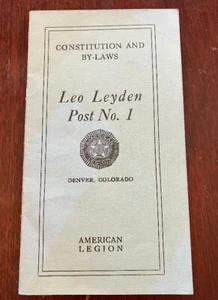 CONSTITUTION AND
BY-LAWS
Leo Leyden
Post No. 1
DENVER, COLORADO
AMERICAN
LEGION